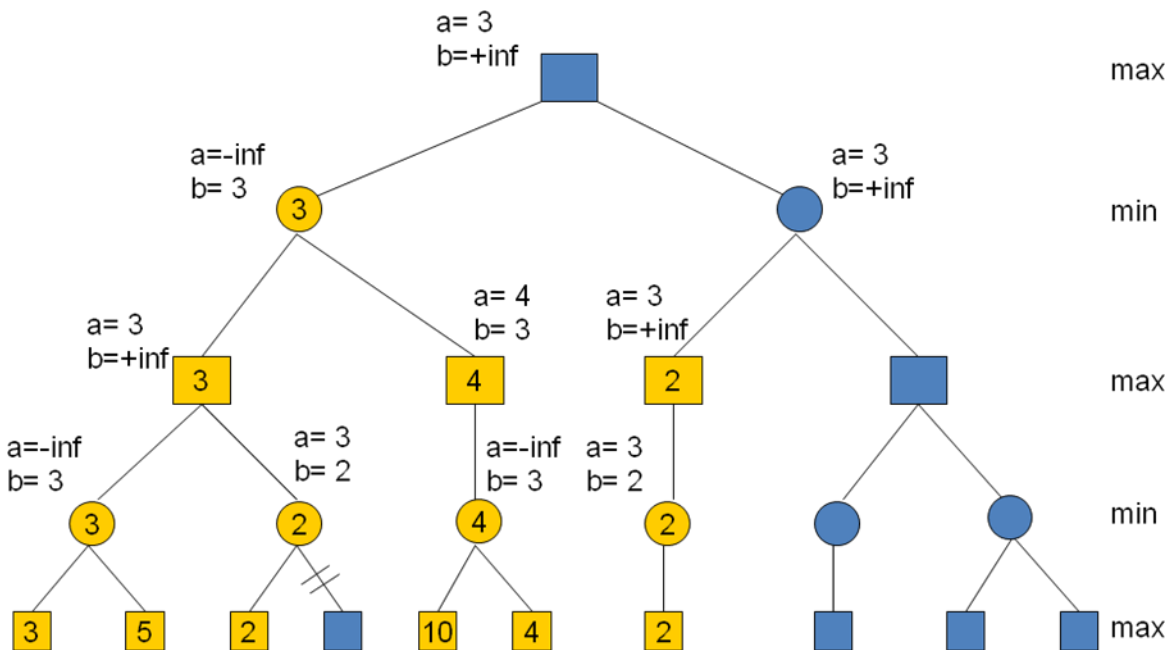 a= 3
b=+inf
max
a=-inf
b= 3
3
a= 3
b=+inf
min
a= 3
b=+inf
3
a= 4
b= 3
4
a= 3
b=+inf
2
max
a=-inf
b= 3
3
a= 3
b= 2
2
a=-inf
b= 3
4
a= 3
b= 2
2
min
3
5
2
10
4
2
max